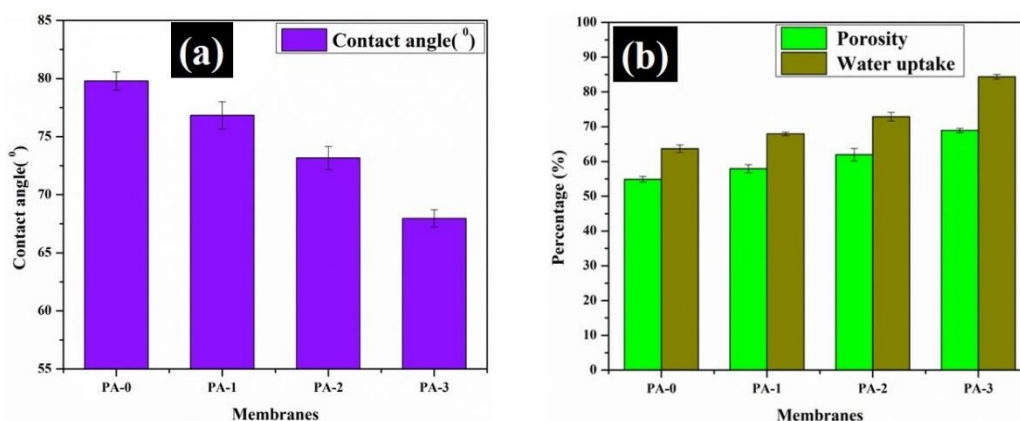 (a)
Contact angle( ⁰)
85
80
75
70
65
60
55
Contact angle( ⁰)
PA-0 PA-1 PA-2 PA-3
Membranes
(b)
Porosity
Water uptake
100
90
80
70
60
50
40
30
20
10
0
Percentage (%)
PA-0 PA-1 PA-2 PA-3
Membranes